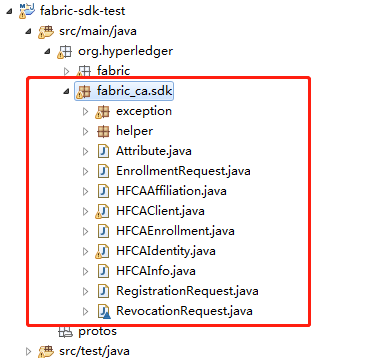 fabric-sdk-test
src/main/java
org.hyperledger
fabric
fabric_ca.sdk
exception
helper
Attribute.java
EnrollmentRequest.java
HFCAAffiliation.java
HFCAClient.java
HFCAEnrollment.java
HFCAIdentity.java
HFCAInfo.java
RegistrationRequest.java
RevocationRequest.java
protos
src/test/java